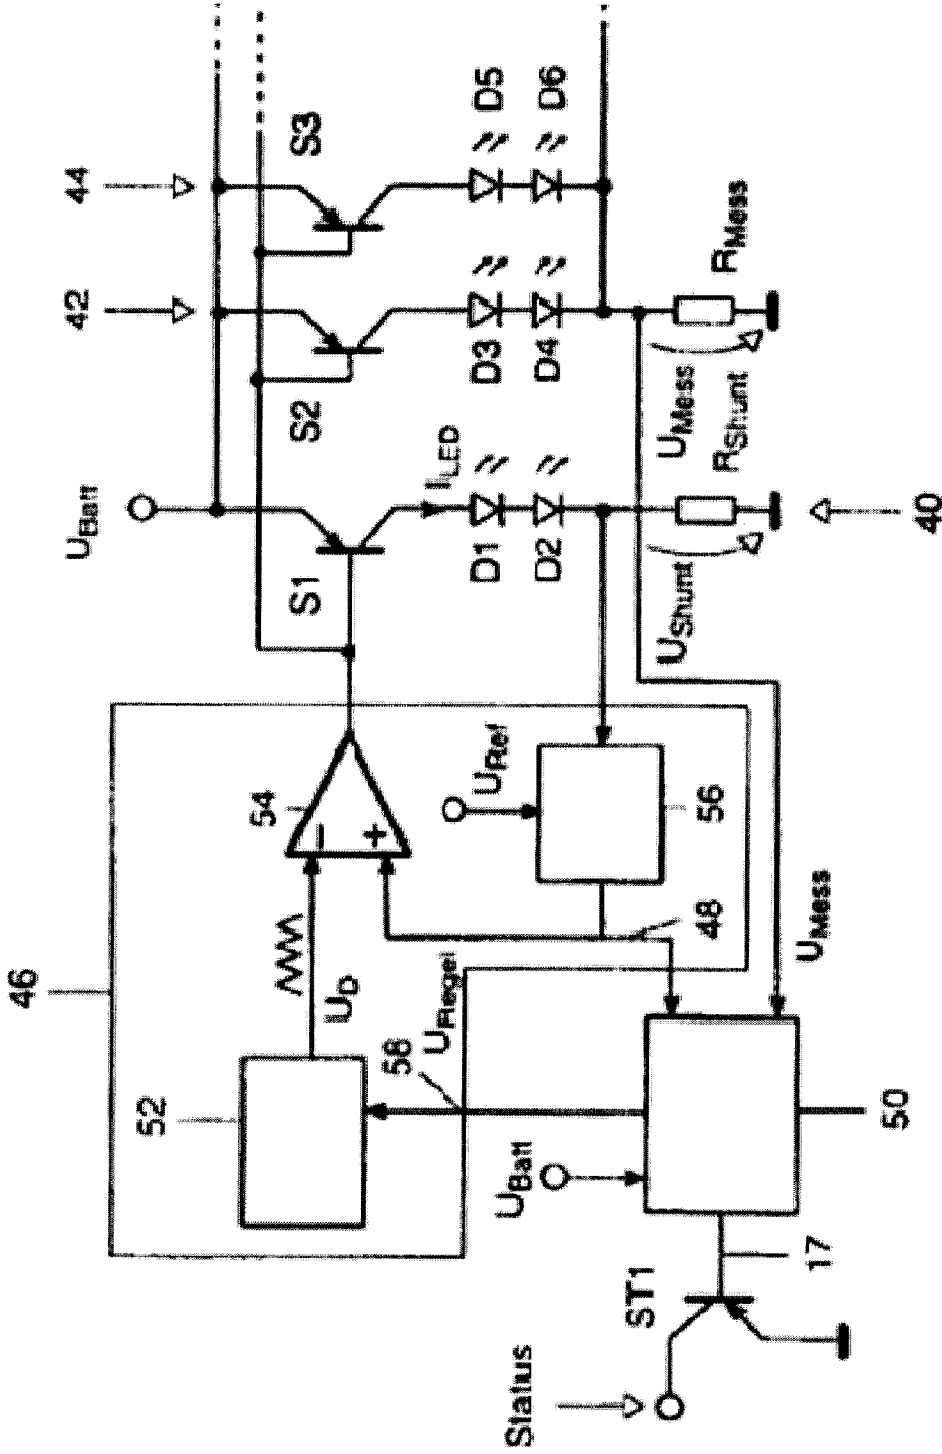 44
42
U_Batt
S3
S2
S1
D5
D6
D3
D4
I_LED
D1
D2
R_Mess
U_Mess
R_Shunt
U_Shunt
40
46
54
−
+
U_Ref
56
48
U_D
U_Regel
58
52
U_Mess
50
U_Batt
17
ST1
Status